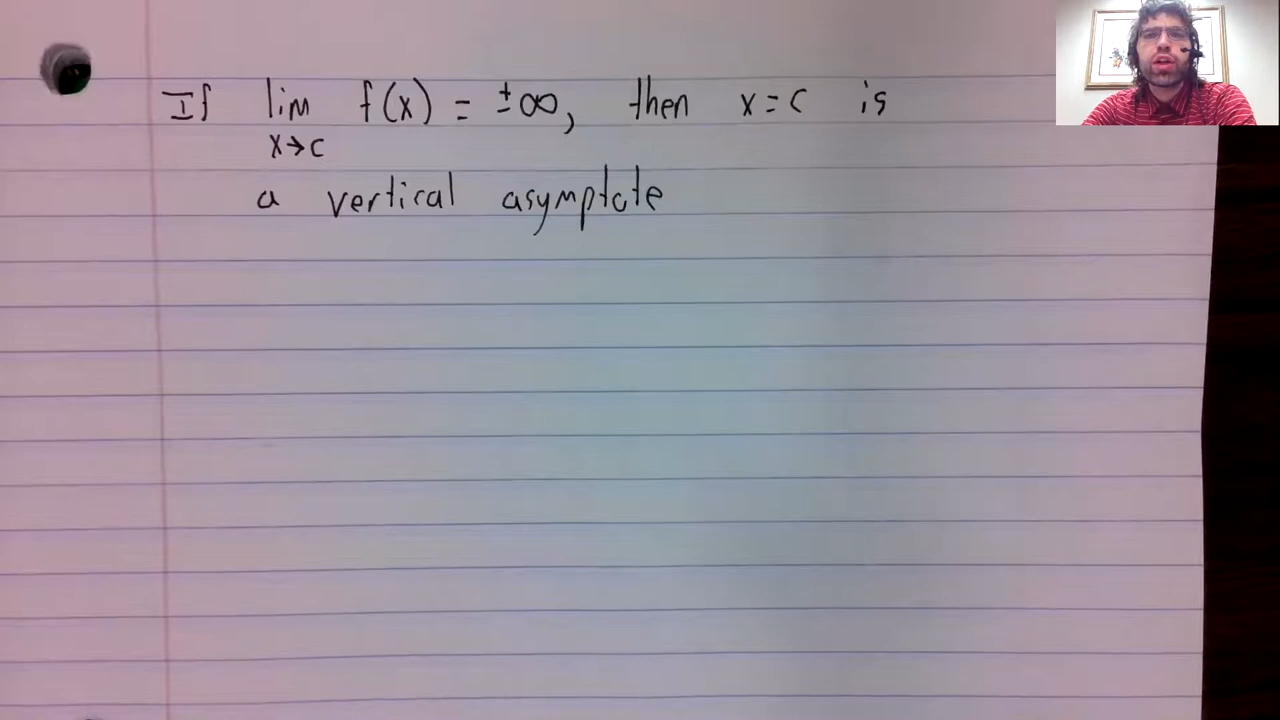 If lim f(x) = ±∞, then x = c is
x→c
a vertical asymptote